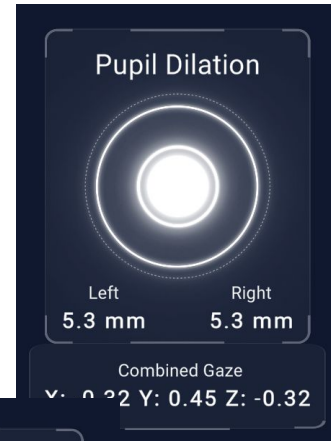 Pupil Dilation
Left Right
5.3 mm 5.3 mm
Combined Gaze
Y: 0.45 Z: -0.32